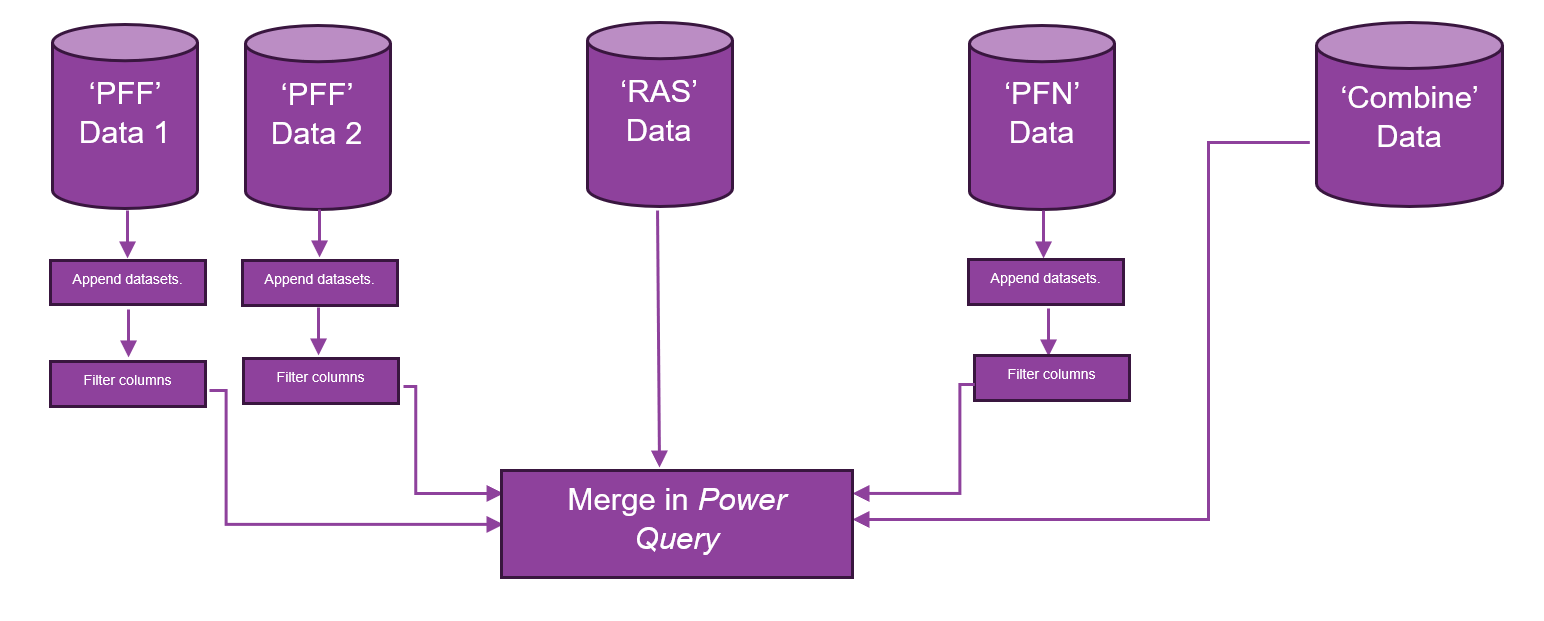 ‘PFF’
Data 1
‘PFF’
Data 2
‘RAS’
Data
‘PFN’
Data
‘Combine’
Data
Append datasets.
Append datasets.
Append datasets.
Filter columns
Filter columns
Filter columns
Merge in Power
Query